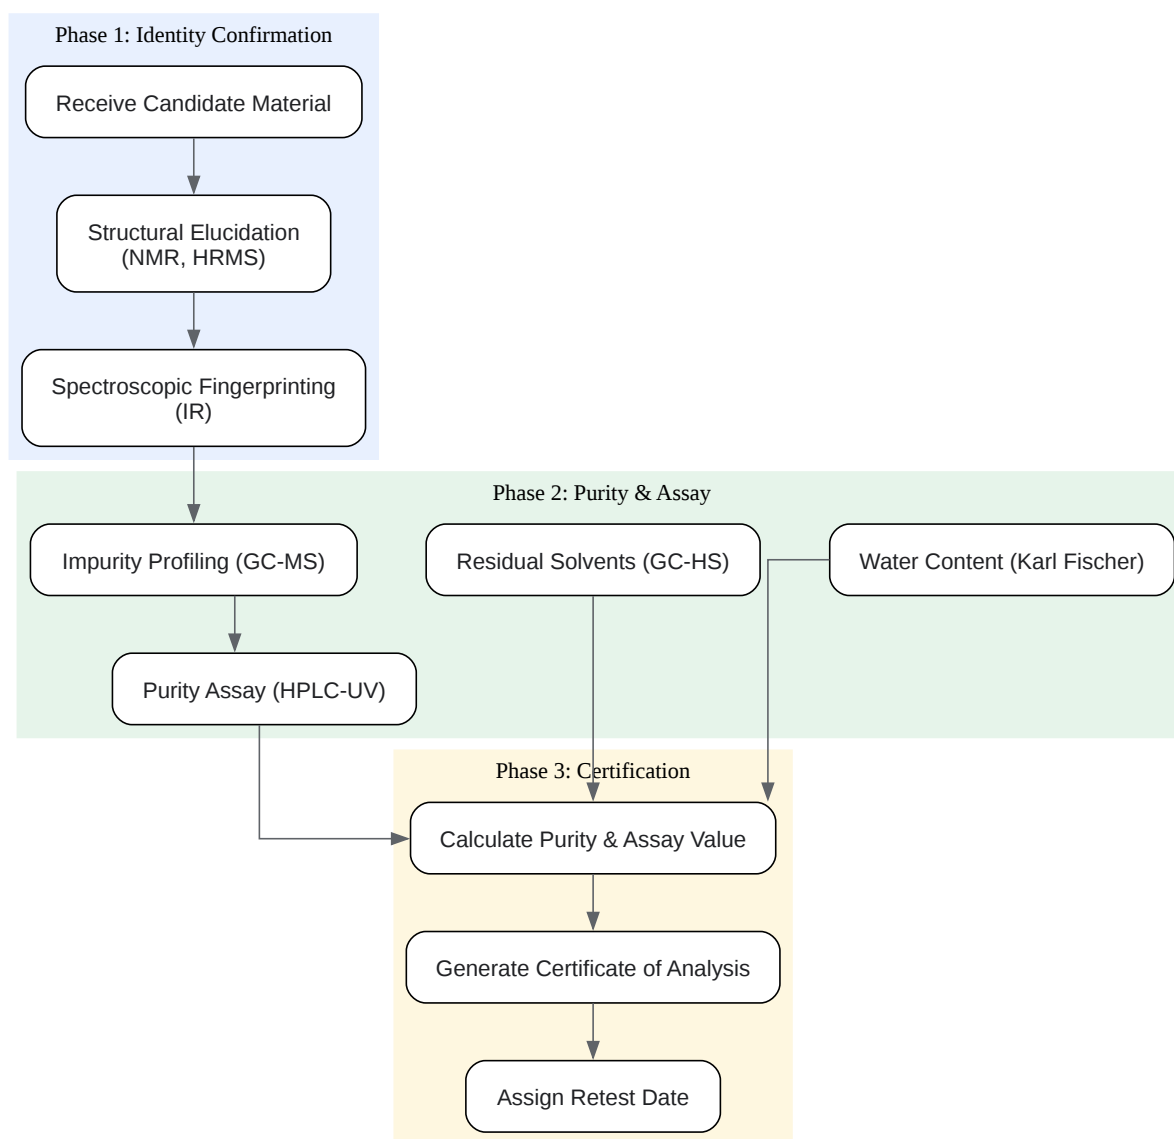 Phase 1: Identity Confirmation
Receive Candidate Material
Structural Elucidation
(NMR, HRMS)
Spectroscopic Fingerprinting
(IR)
Phase 2: Purity & Assay
Impurity Profiling (GC-MS)
Residual Solvents (GC-HS)
Water Content (Karl Fischer)
Purity Assay (HPLC-UV)
Phase 3: Certification
Calculate Purity & Assay Value
Generate Certificate of Analysis
Assign Retest Date